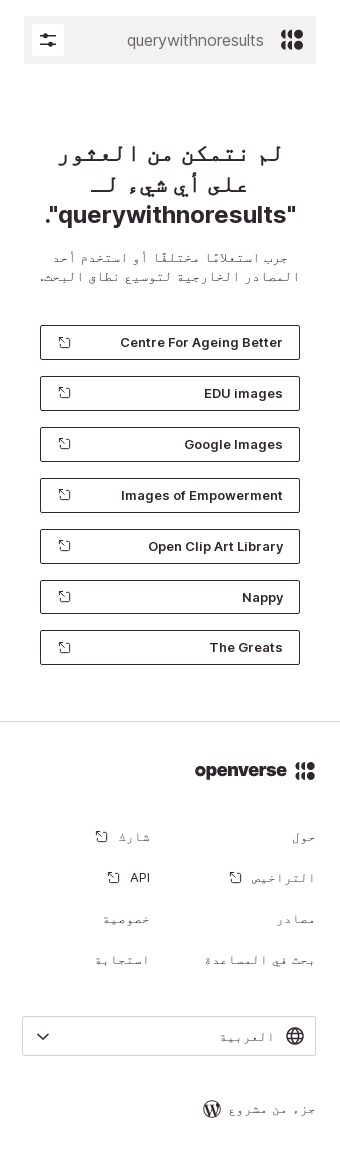 querywithnoresults
لم نتمكن من العثور
على أي شيء لـ
"querywithnoresults".
جرب استعلامًا مختلفًا أو استخدم أحد
المصادر الخارجية لتوسيع نطاق البحث.
Centre For Ageing Better
EDU images
Google Images
Images of Empowerment
Open Clip Art Library
Nappy
The Greats
openverse
حول
شارك
التراخيص
API
مصادر
خصوصية
بحث في المساعدة
استجابة
العربية
جزء من مشروع